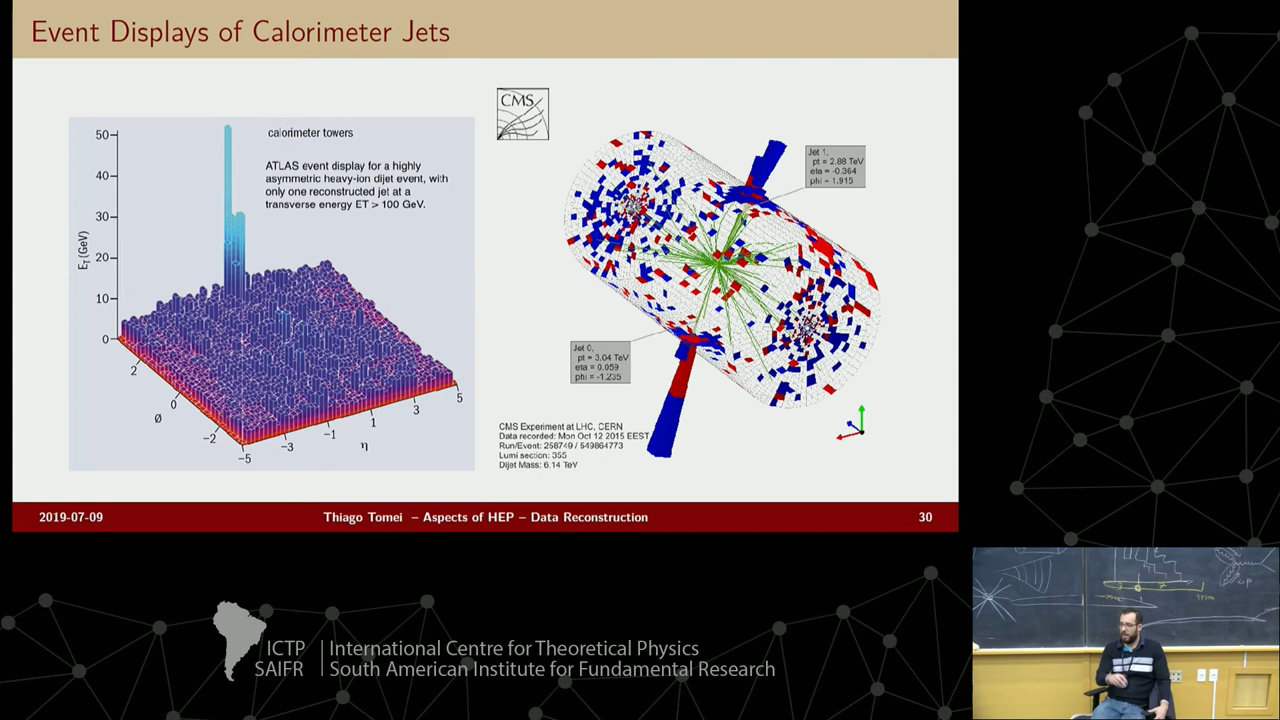 Event Displays of Calorimeter Jets
calorimeter towers
ATLAS event display for a highly
asymmetric heavy-ion dijet event, with
only one reconstructed jet at a
transverse energy ET > 100 GeV.
50
40
30
20
10
0
E_T (GeV)
2
0
−2
Ø
−5
−3
−1
1
3
5
η
CMS
Jet 1,
pt = 2.88 TeV
eta = -0.364
phi = 1.915
Jet 0,
pt = 3.04 TeV
eta = 0.059
phi = -1.235
CMS Experiment at LHC, CERN
Data recorded: Mon Oct 12 2015 EEST
Run/Event: 258749 / 549864773
Lumi section: 355
Dijet Mass: 6.14 TeV
2019-07-09
Thiago Tomei – Aspects of HEP – Data Reconstruction
30
ICTP
SAIFR
International Centre for Theoretical Physics
South American Institute for Fundamental Research